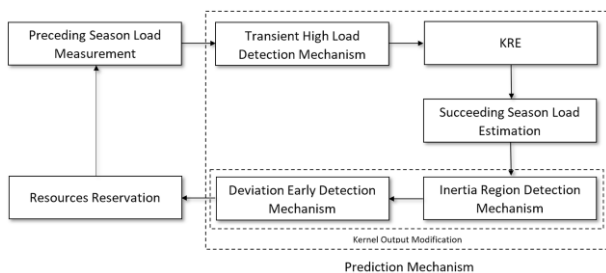 Preceding Season Load
Measurement
Transient High Load
Detection Mechanism
KRE
Succeeding Season Load
Estimation
Inertia Region Detection
Mechanism
Deviation Early Detection
Mechanism
Resources Reservation
Kernel Output Modification
Prediction Mechanism